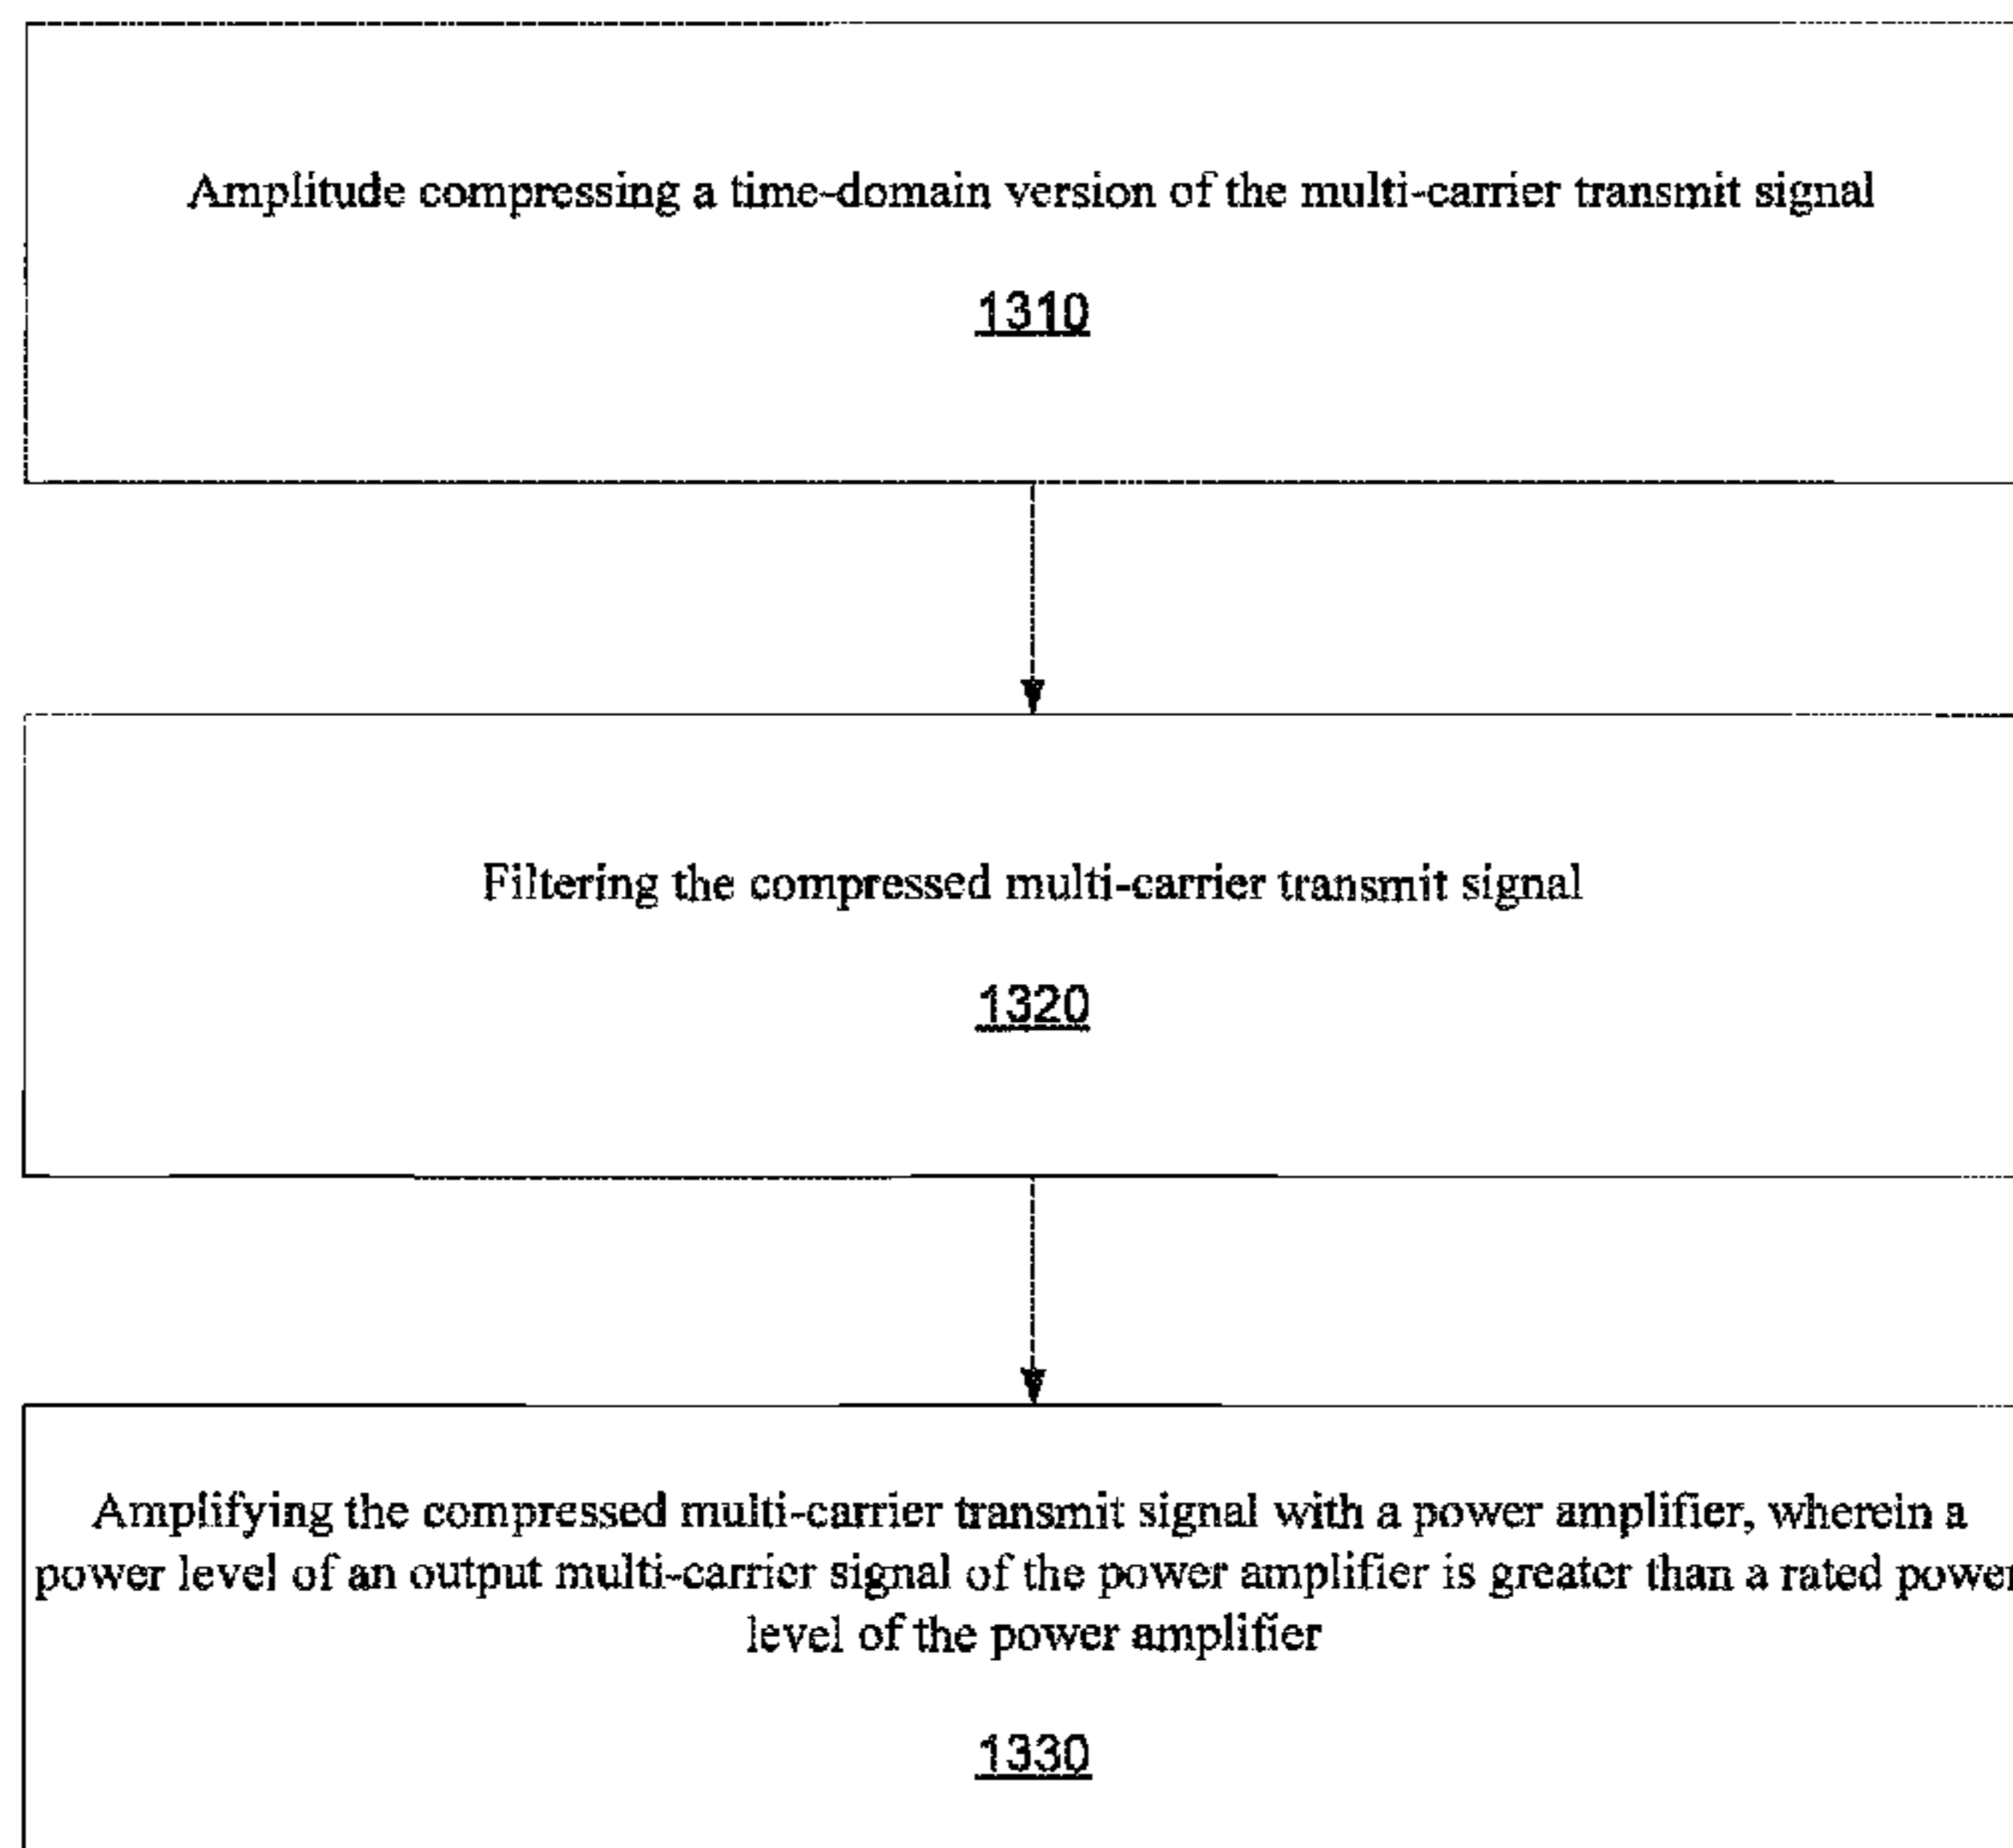 Amplitude compressing a time-domain version of the multi-carrier transmit signal
1310
Filtering the compressed multi-carrier transmit signal
1320
Amplifying the compressed multi-carrier transmit signal with a power amplifier, wherein a
power level of an output multi-carrier signal of the power amplifier is greater than a rated power
level of the power amplifier
1330